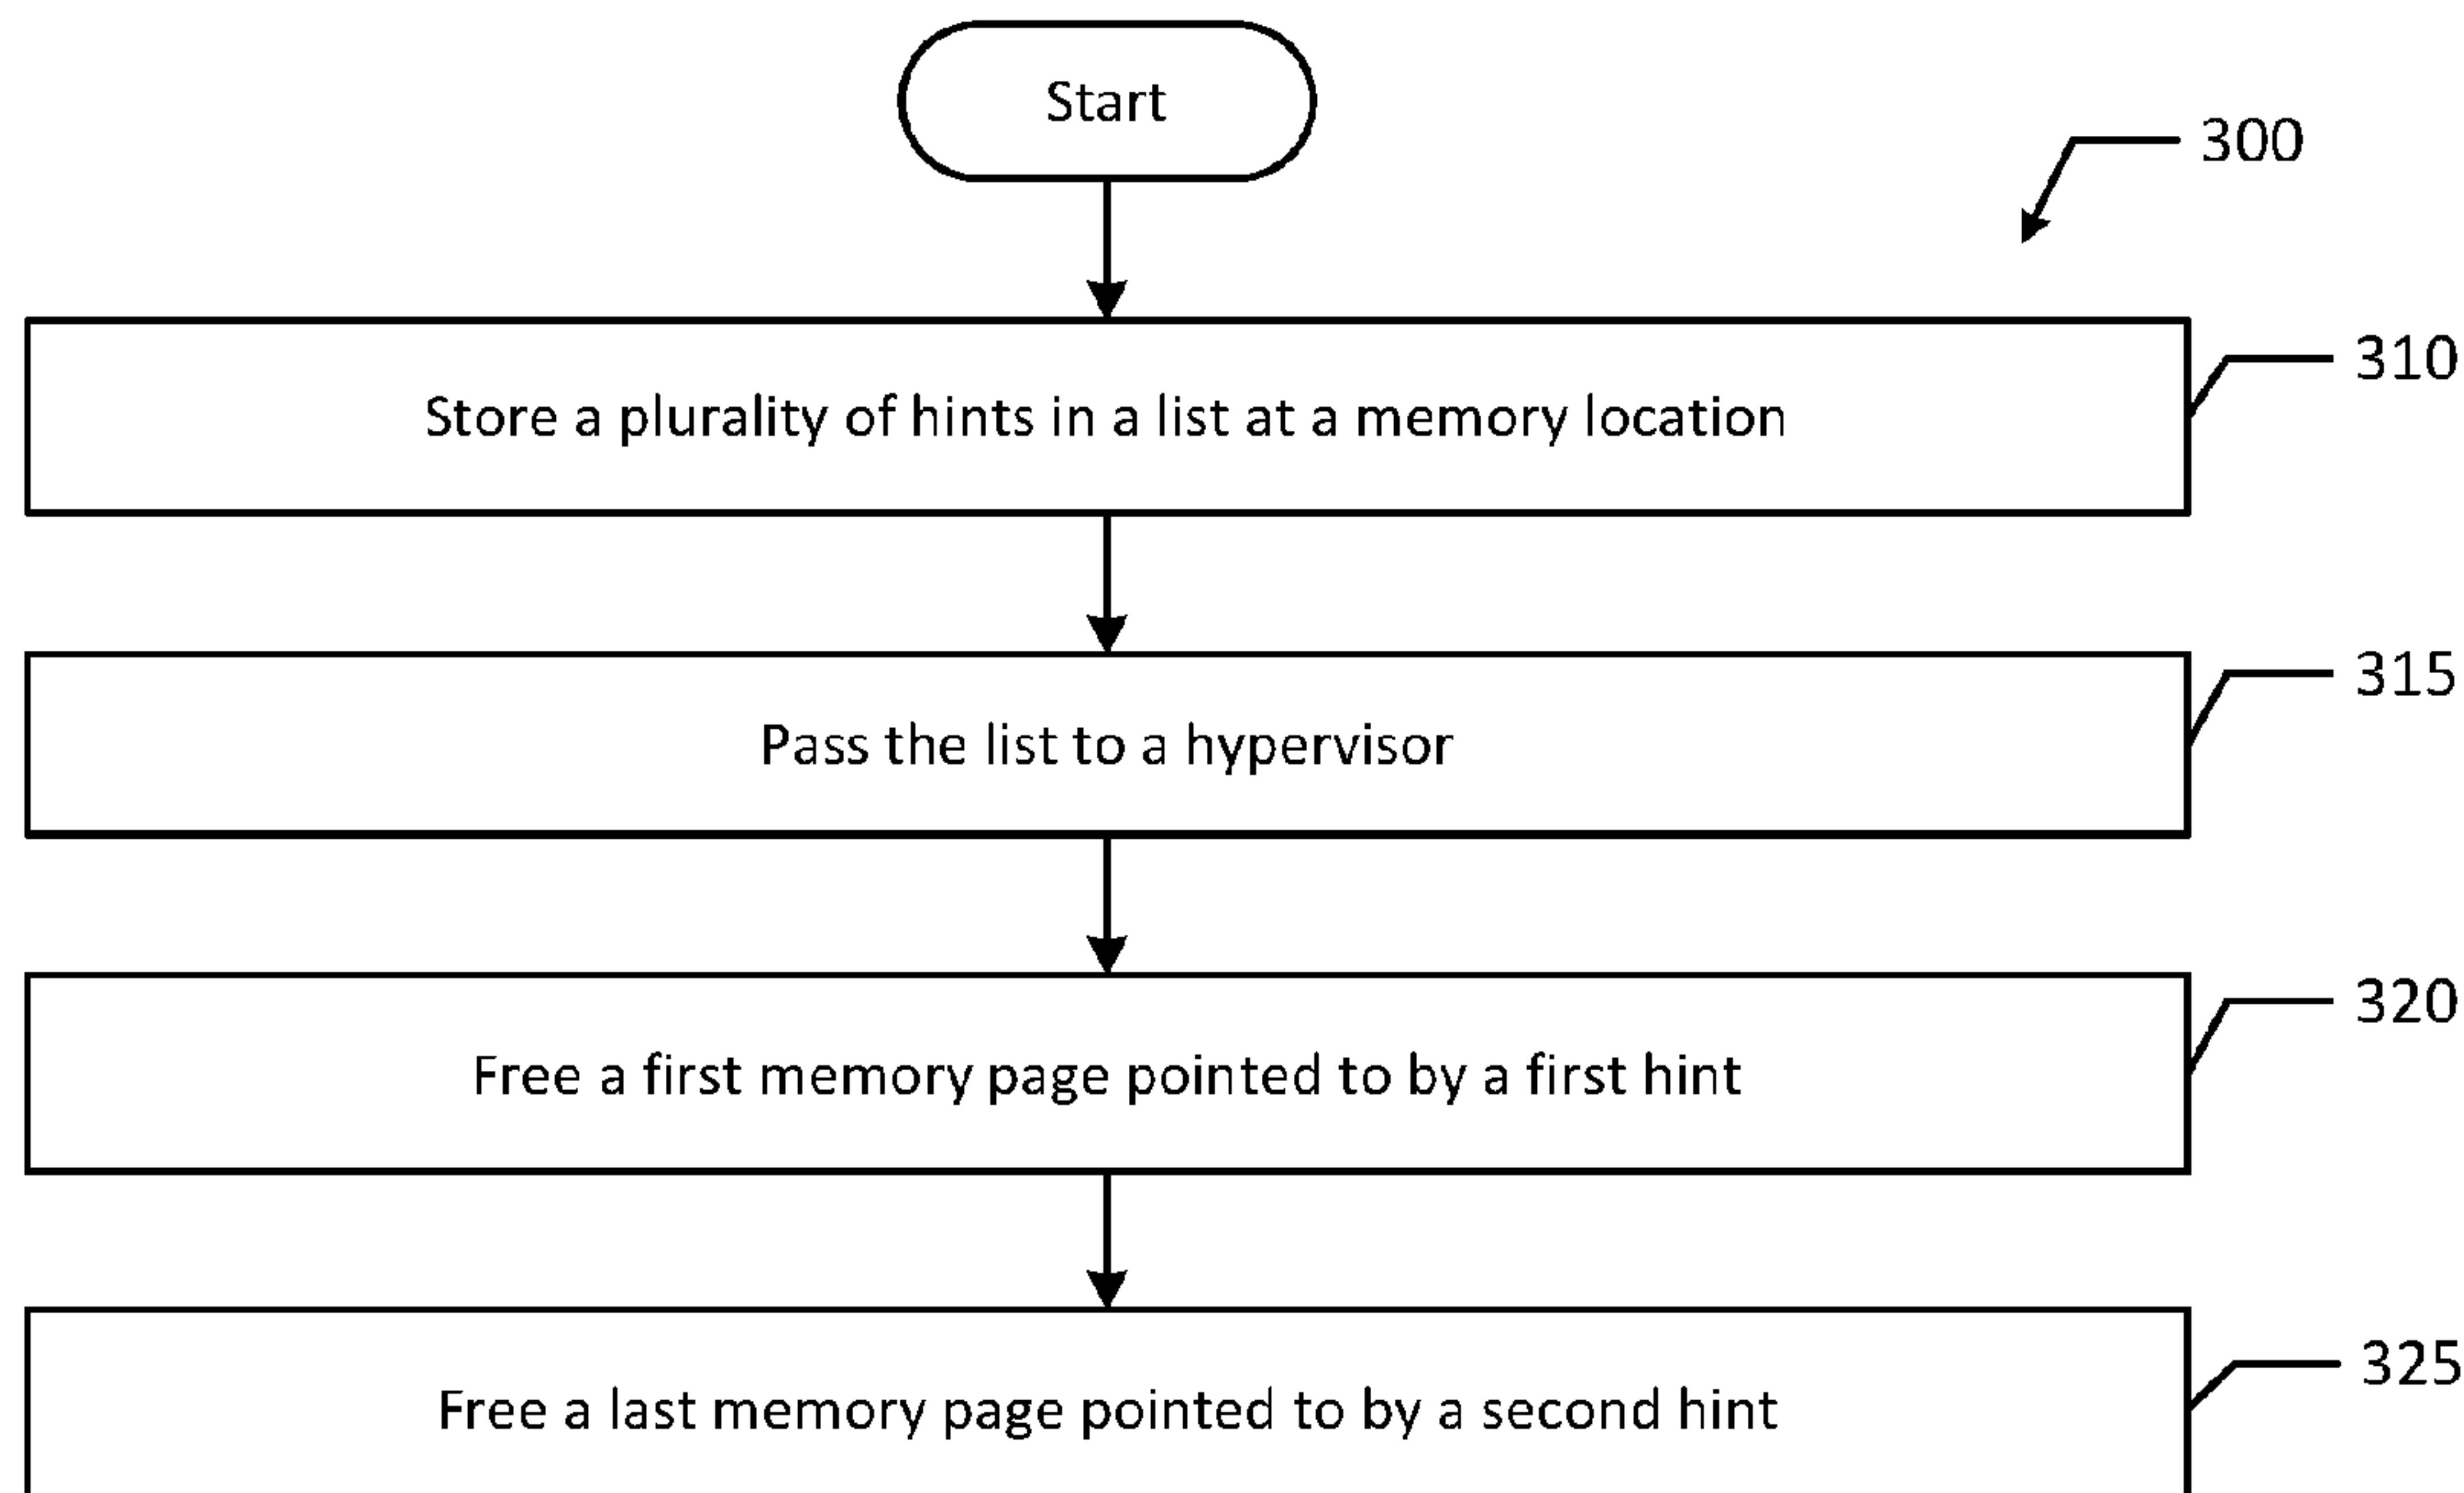 Start
300
Store a plurality of hints in a list at a memory location
310
Pass the list to a hypervisor
315
Free a first memory page pointed to by a first hint
320
Free a last memory page pointed to by a second hint
325